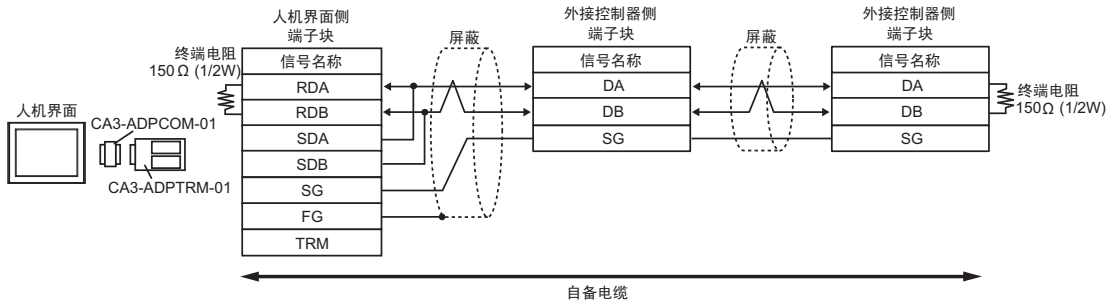 人机界面
CA3-ADPCOM-01
CA3-ADPTRM-01
终端电阻
150Ω (1/2W)
人机界面侧
端子块
信号名称
RDA
RDB
SDA
SDB
SG
FG
TRM
屏蔽
外接控制器侧
端子块
信号名称
DA
DB
SG
屏蔽
外接控制器侧
端子块
信号名称
DA
DB
SG
终端电阻
150Ω (1/2W)
自备电缆